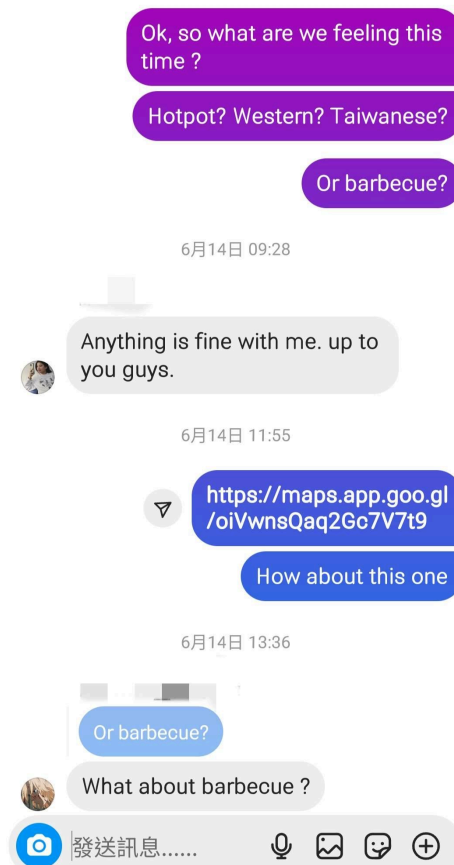 Ok, so what are we feeling this
time ?
Hotpot? Western? Taiwanese?
Or barbecue?
6月14日 09:28
Anything is fine with me. up to
you guys.
6月14日 11:55
https://maps.app.goo.gl
/oiVwnsQaq2Gc7V7t9
How about this one
6月14日 13:36
Or barbecue?
What about barbecue ?
發送訊息......